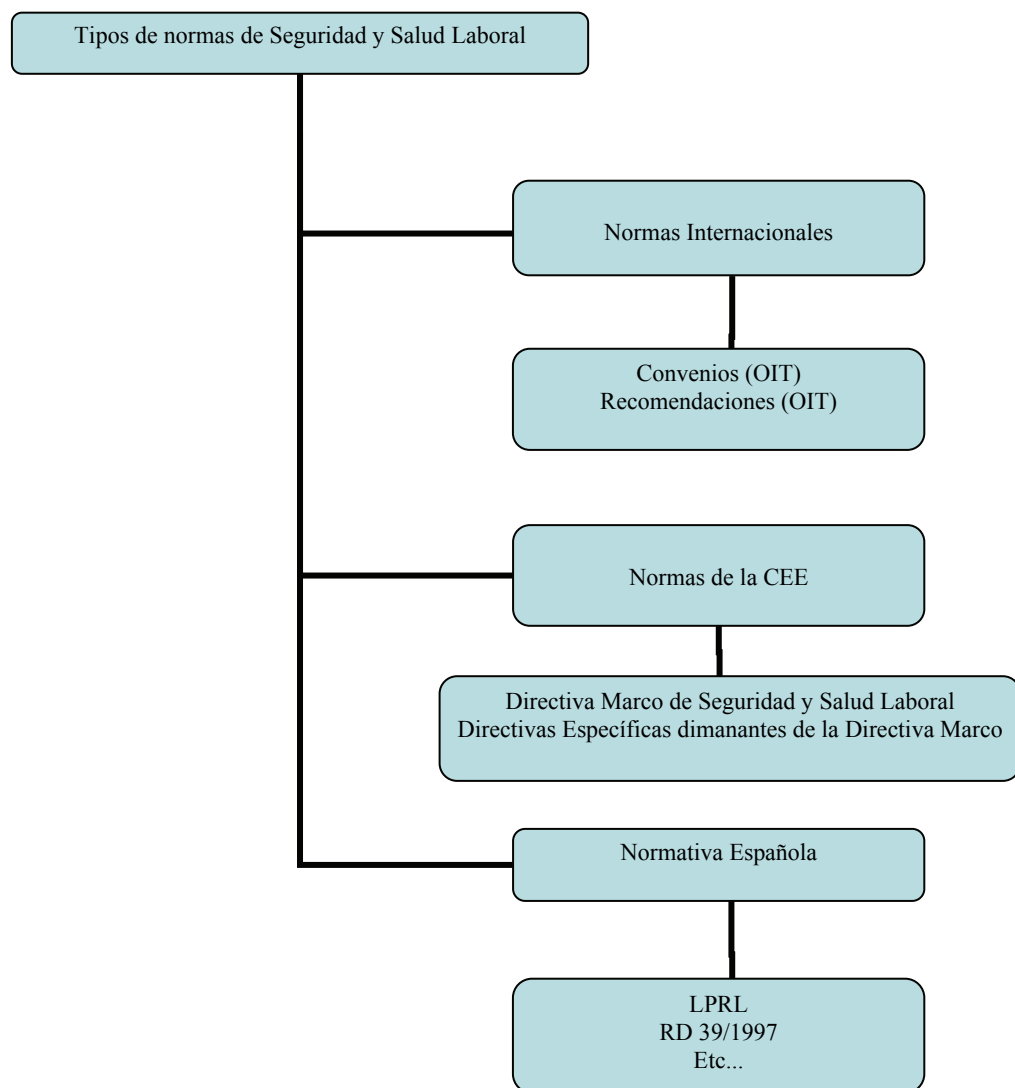 Tipos de normas de Seguridad y Salud Laboral
Normas Internacionales
Convenios (OIT)
Recomendaciones (OIT)
Normas de la CEE
Directiva Marco de Seguridad y Salud Laboral
Directivas Específicas dimanantes de la Directiva Marco
Normativa Española
LPRL
RD 39/1997
Etc...